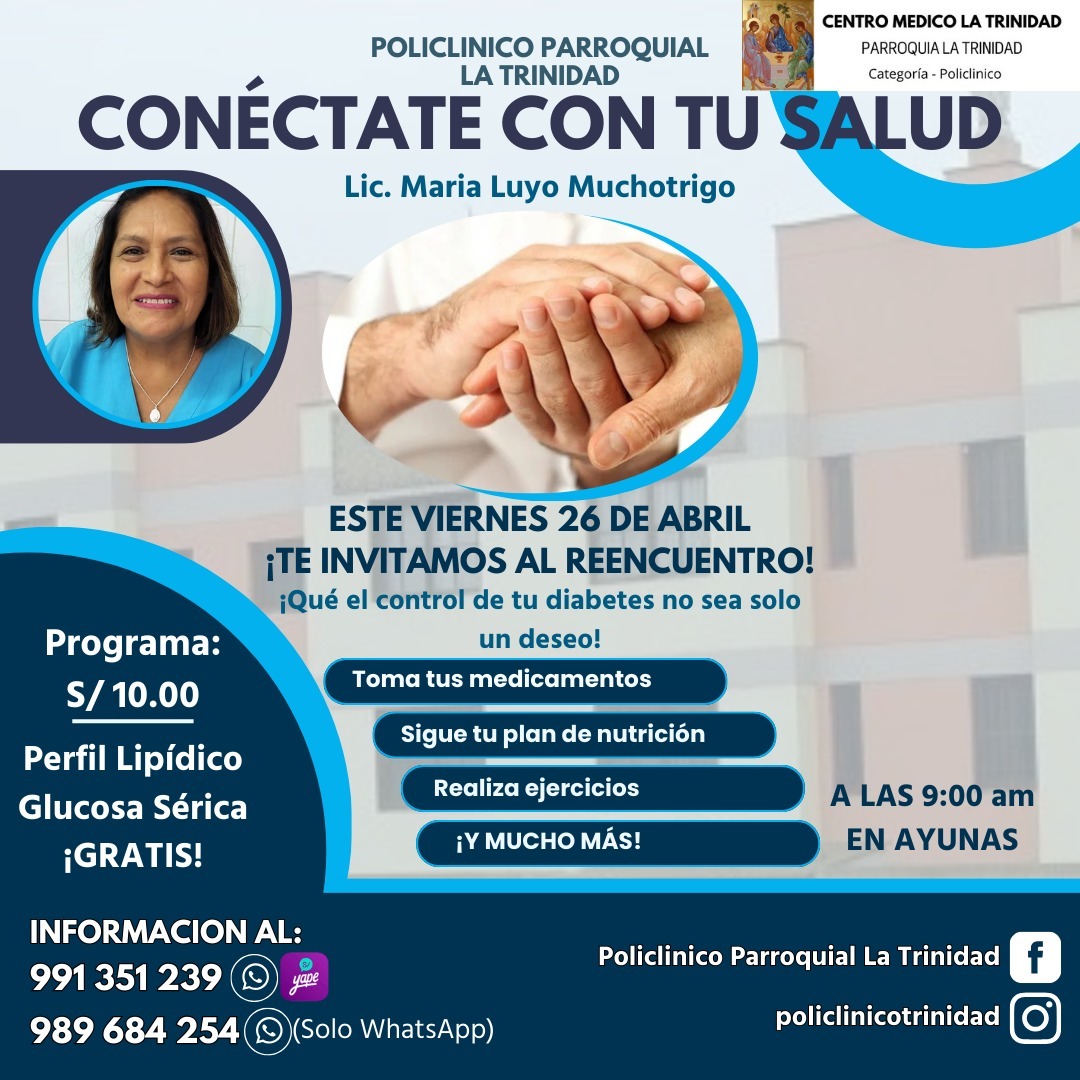 CENTRO MEDICO LA TRINIDAD
PARROQUIA LA TRINIDAD
Categoría - Policlinico
POLICLINICO PARROQUIAL
LA TRINIDAD
CONÉCTATE CON TU SALUD
Lic. Maria Luyo Muchotrigo
ESTE VIERNES 26 DE ABRIL
¡TE INVITAMOS AL REENCUENTRO!
¡Qué el control de tu diabetes no sea solo
un deseo!
Programa:
S/ 10.00
Perfil Lipídico
Glucosa Sérica
¡GRATIS!
Toma tus medicamentos
Sigue tu plan de nutrición
Realiza ejercicios
¡Y MUCHO MÁS!
A LAS 9:00 am
EN AYUNAS
INFORMACION AL:
991 351 239 S/ yape
989 684 254 (Solo WhatsApp)
Policlinico Parroquial La Trinidad
policlinicotrinidad